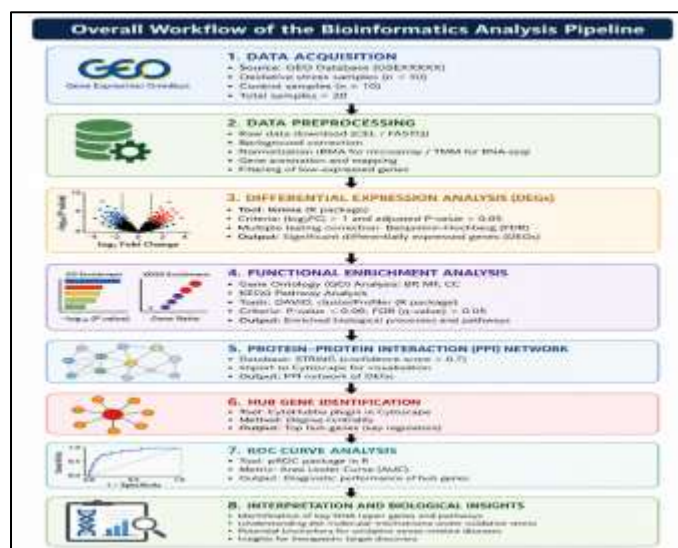 Overall Workflow of the Bioinformatics Analysis Pipeline
GEO
Gene Expression Omnibus
1. DATA ACQUISITION
• Source: GEO Database
• Oxidative stress samples (n = 10)
• Control samples (n = 10)
• Total samples = 20
2. DATA PREPROCESSING
• Raw data download (CEL / FASTQ)
• Background correction
• Normalization (RMA for microarray / TMM for RNA-seq)
• Gene annotation and mapping
• Filtering of low-expressed genes
3. DIFFERENTIAL EXPRESSION ANALYSIS (DEGs)
• Tool: limma (R package)
• Criteria: |log₂FC| > 1 and adjusted P-value < 0.05
• Multiple testing correction: Benjamini-Hochberg (FDR)
• Output: Significant differentially expressed genes (DEGs)
log₂ Fold Change
4. FUNCTIONAL ENRICHMENT ANALYSIS
GO Enrichment
KEGG Enrichment
• Gene Ontology (GO) Analysis: BP, MF, CC
• KEGG Pathway Analysis
• Tools: DAVID, clusterProfiler (R package)
• Criteria: P-value < 0.05, FDR (q-value) < 0.05
• Output: Enriched biological processes and pathways
-log₁₀ (P value)
Gene Ratio
5. PROTEIN–PROTEIN INTERACTION (PPI) NETWORK
• Database: STRING (confidence score > 0.7)
• Import to Cytoscape for visualization
• Output: PPI network of DEGs
6. HUB GENE IDENTIFICATION
• Tool: CytoHubba plugin in Cytoscape
• Method: Degree centrality
• Output: Top hub genes (key regulators)
7. ROC CURVE ANALYSIS
• Tool: pROC package in R
• Metric: Area Under Curve (AUC)
• Output: Diagnostic performance of hub genes
1 - Specificity
8. INTERPRETATION AND BIOLOGICAL INSIGHTS
• Identification of key genes and pathways
• Understanding molecular mechanisms under oxidative stress
• Potential biomarkers for oxidative stress-related diseases
• Insights for therapeutic target discovery